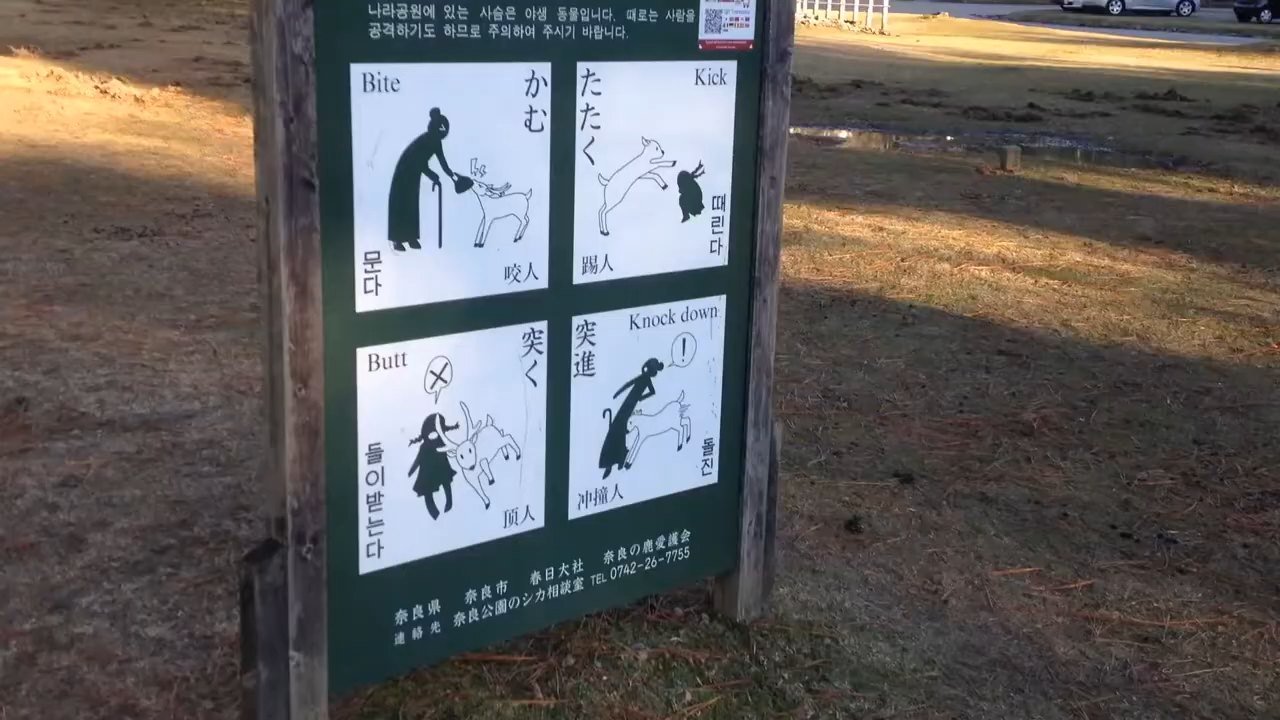 나라공원에 있는 사슴은 야생 동물입니다. 때로는 사람을
공격하기도 하므로 주의하여 주시기 바랍니다.
Bite
かむ
문다
咬人
たたく
Kick
때린다
踢人
Butt
突く
들이받는다
顶人
突進
Knock down
!
돌진
冲撞人
奈良県 奈良市 春日大社 奈良の鹿愛護会
連絡先 奈良公園のシカ相談室 TEL 0742-26-7755